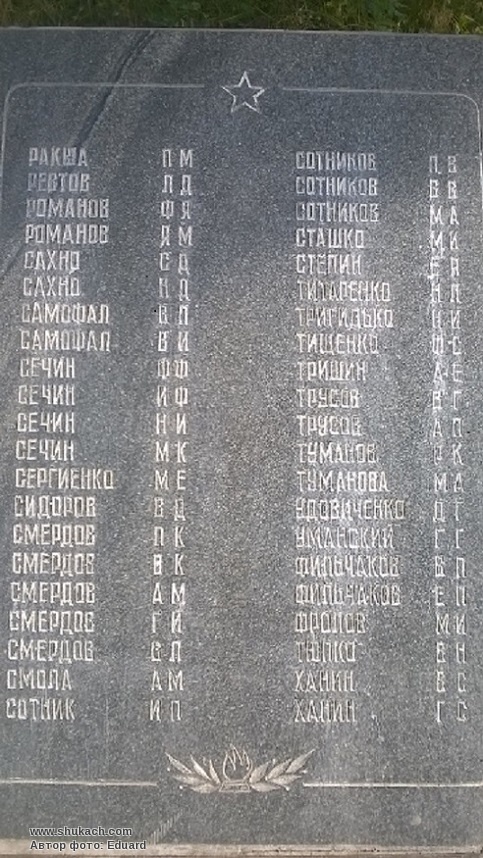 РАКША П М
РЕВТОВ Л Д
РОМАНОВ Ф Я
РОМАНОВ Я М
САХНО С Д
САХНО Н Д
САМОФАЛ В Л
САМОФАЛ В И
СЕЧИН Ф Ф
СЕЧИН И Ф
СЕЧИН Н И
СЕЧИН М К
СЕРГИЕНКО М Е
СИДОРОВ В Д
СМЕРДОВ П К
СМЕРДОВ В К
СМЕРДОВ А М
СМЕРДОВ Г И
СМЕРДОВ С Л
СМОЛА А М
СОТНИК И П
СОТНИКОВ П В
СОТНИКОВ В В
СОТНИКОВ М А
СТАШКО М И
СТЕПИН Я
ТИТАРЕНКО Н П
ТРИГИДЬКО Н И
ТИЩЕНКО Ф С
ТРИШИН А Е
ТРУСОВ В Г
ТРУСОВ А П
ТУМАНОВ К
ТУМАНОВА М А
УДОВИЧЕНКО Д Т
УМАНСКИЙ Г Г
ФИЛЬЧАКОВ В П
ФИЛЬЧАКОВ Е П
ФРОЛОВ М И
В Н
ХАНИН В С
ХАНИН Г С
www.shukach.com
Автор фото: Eduard